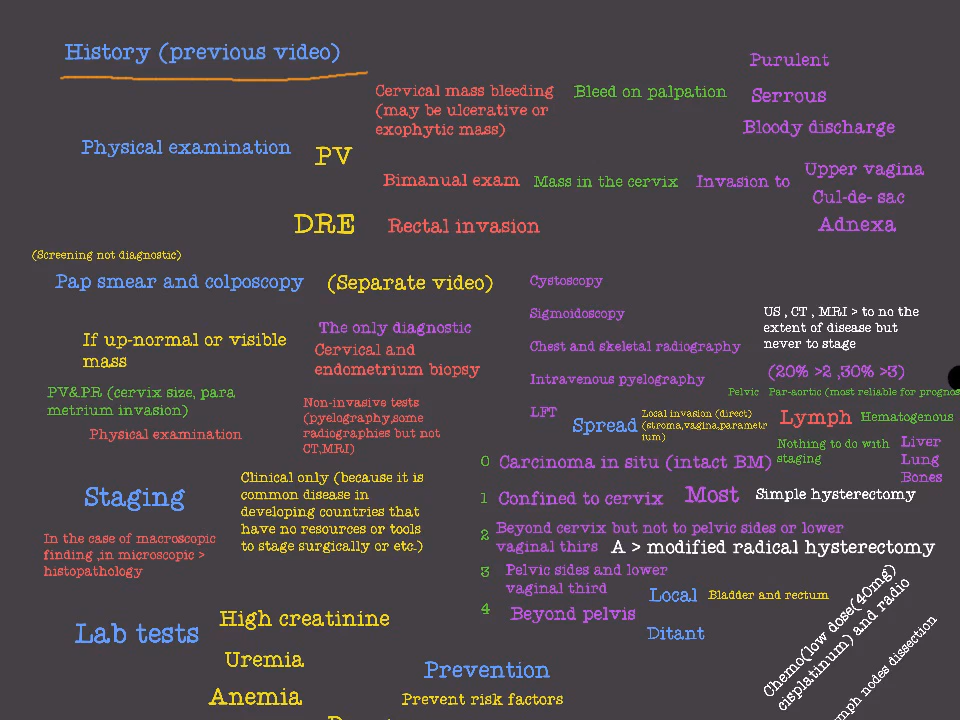 History (previous video)
Purulent
Cervical mass bleeding
(may be ulcerative or
exophytic mass)
Bleed on palpation
Serrous
Bloody discharge
Physical examination
PV
Bimanual exam
Mass in the cervix
Invasion to
Upper vagina
Cul-de- sac
Adnexa
DRE
Rectal invasion
(Screening not diagnostic)
Pap smear and colposcopy
(Separate video)
Cystoscopy
Sigmoidoscopy
Chest and skeletal radiography
Intravenous pyelography
LFT
US , CT , MRI > to no the
extent of disease but
never to stage
If up-normal or visible
mass
The only diagnostic
Cervical and
endometrium biopsy
(20% >2 ,30% >3)
Pelvic
Par-aortic (most reliable for prognos
PV&PR (cervix size, para
metrium invasion)
Physical examination
Non-invasive tests
(pyelography,some
radiographies but not
CT,MRI)
Spread
Local invasion (direct)
(stroma,vagina,parametr
ium)
Lymph
Hematogenous
Nothing to do with
staging
Liver
Lung
Bones
Staging
Clinical only (because it is
common disease in
developing countries that
have no resources or tools
to stage surgically or etc..)
In the case of macroscopic
finding ,in microscopic >
histopathology
0 Carcinoma in situ (intact BM)
1 Confined to cervix
Most
Simple hysterectomy
2 Beyond cervix but not to pelvic sides or lower
vaginal thirs
A > modified radical hysterectomy
3 Pelvic sides and lower
vaginal third
4 Beyond pelvis
Local
Bladder and rectum
Ditant
Chemo(low dose(40mg)
cisplatinum) and radio
mph nodes dissection
Lab tests
High creatinine
Uremia
Anemia
Prevention
Prevent risk factors